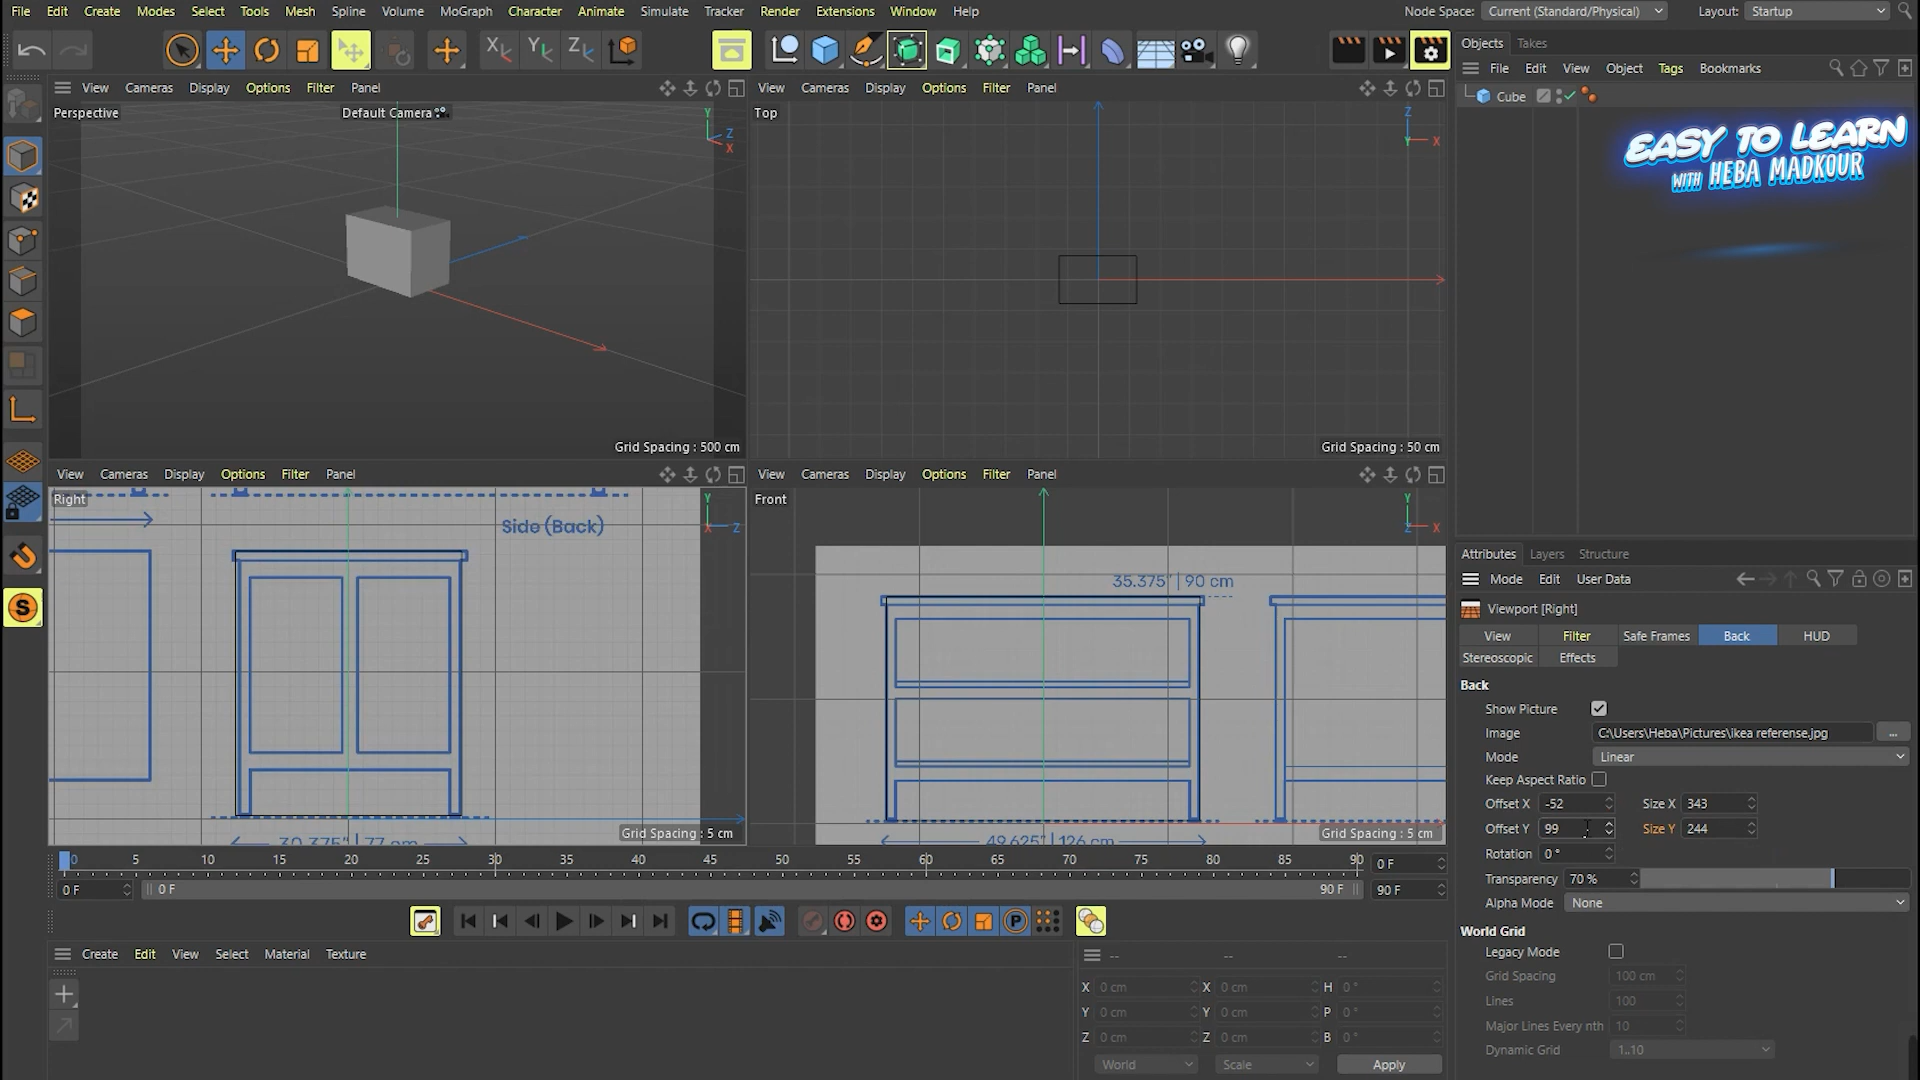 File Edit Create Modes Select Tools Mesh Spline Volume MoGraph Character Animate Simulate Tracker Render Extensions Window Help Node Space: Current (Standard/Physical) Layout: Startup
Objects Takes
File Edit View Object Tags Bookmarks
Cube
EASY TO LEARN
WITH HEBA MADKOUR
View Cameras Display Options Filter Panel
Perspective Default Camera
Y
Z
X
Grid Spacing : 500 cm
View Cameras Display Options Filter Panel
Top
Z
Y X
Grid Spacing : 50 cm
View Cameras Display Options Filter Panel
Right
Y
X Z
Side (Back)
30.375" | 77 cm
Grid Spacing : 5 cm
View Cameras Display Options Filter Panel
Front
Y
Z X
35.375" | 90 cm
49.625" | 126 cm
Grid Spacing : 5 cm
0 5 10 15 20 25 30 35 40 45 50 55 60 65 70 75 80 85 90 0 F
0 F 0 F 90 F 90 F
Create Edit View Select Material Texture
-- -- --
X 0 cm X 0 cm H 0 °
Y 0 cm Y 0 cm P 0 °
Z 0 cm Z 0 cm B 0 °
World Scale Apply
Attributes Layers Structure
Mode Edit User Data
Viewport [Right]
View Filter Safe Frames Back HUD
Stereoscopic Effects
Back
Show Picture
Image C:\Users\Heba\Pictures\ikea referense.jpg ...
Mode Linear
Keep Aspect Ratio
Offset X -52 Size X 343
Offset Y 99 Size Y 244
Rotation 0 °
Transparency 70 %
Alpha Mode None
World Grid
Legacy Mode
Grid Spacing 100 cm
Lines 100
Major Lines Every nth 10
Dynamic Grid 1..10